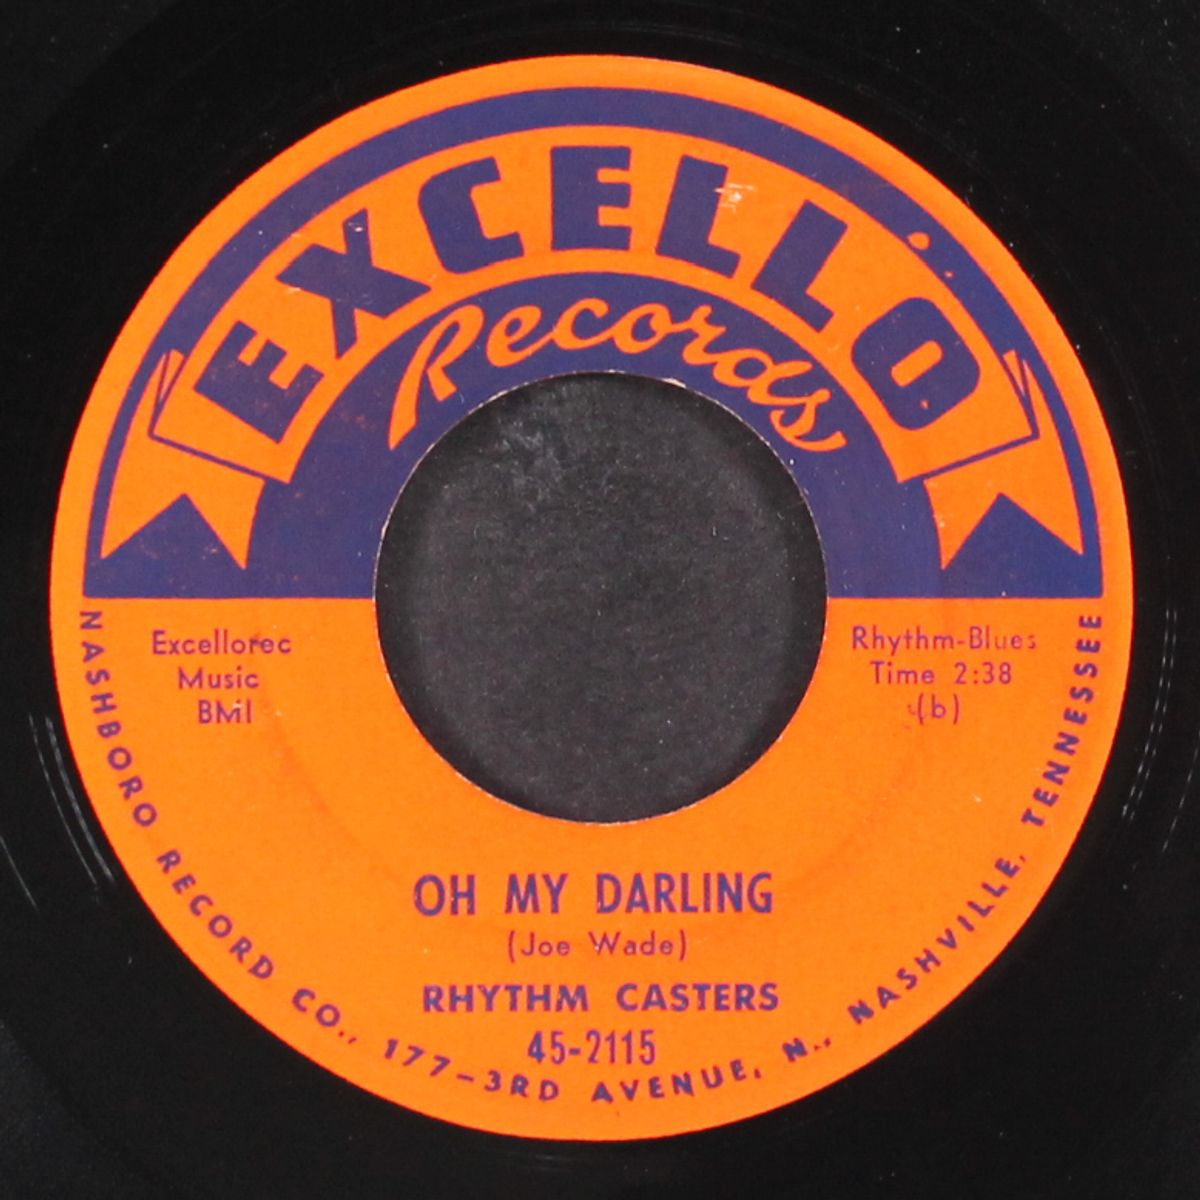 EXCELLO
Records
Excellorec
Music
BMI
Rhythm-Blues
Time 2:38
(b)
OH MY DARLING
(Joe Wade)
RHYTHM CASTERS
45-2115
NASHBORO RECORD CO., 177-3RD AVENUE, N., NASHVILLE, TENNESSEE